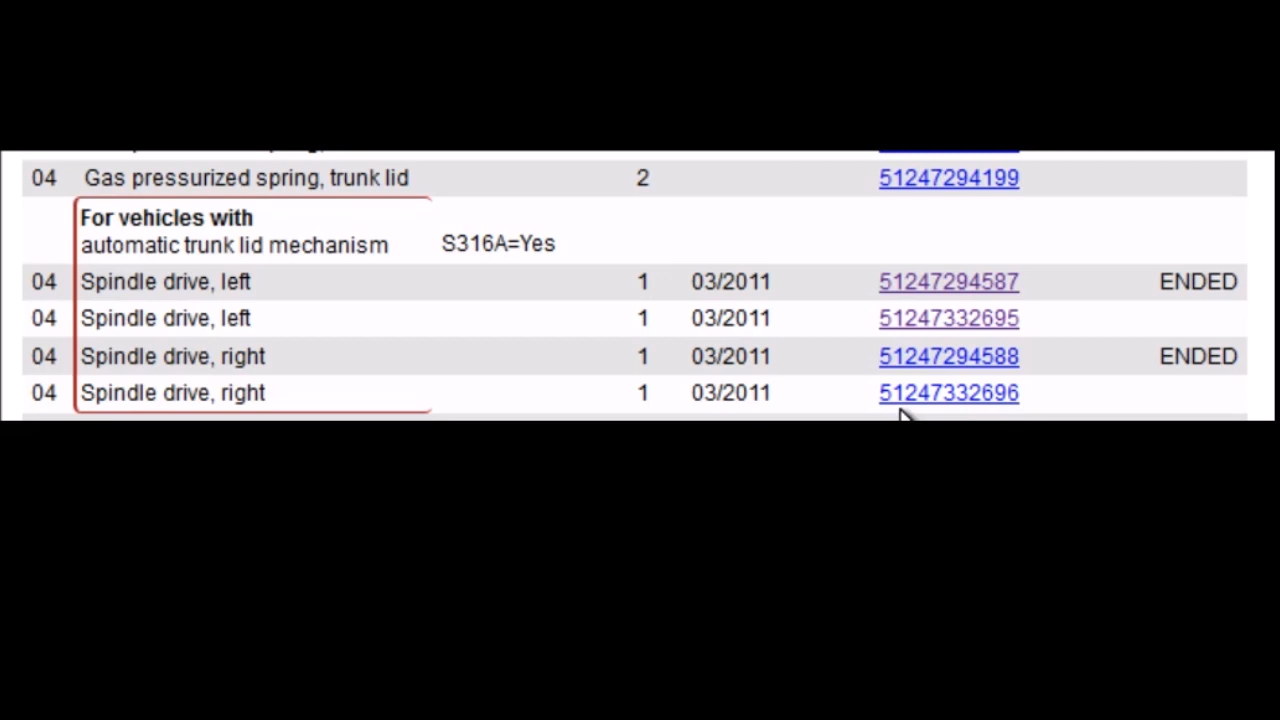 04 Gas pressurized spring, trunk lid 2 51247294199
For vehicles with
automatic trunk lid mechanism S316A=Yes
04 Spindle drive, left 1 03/2011 51247294587 ENDED
04 Spindle drive, left 1 03/2011 51247332695
04 Spindle drive, right 1 03/2011 51247294588 ENDED
04 Spindle drive, right 1 03/2011 51247332696